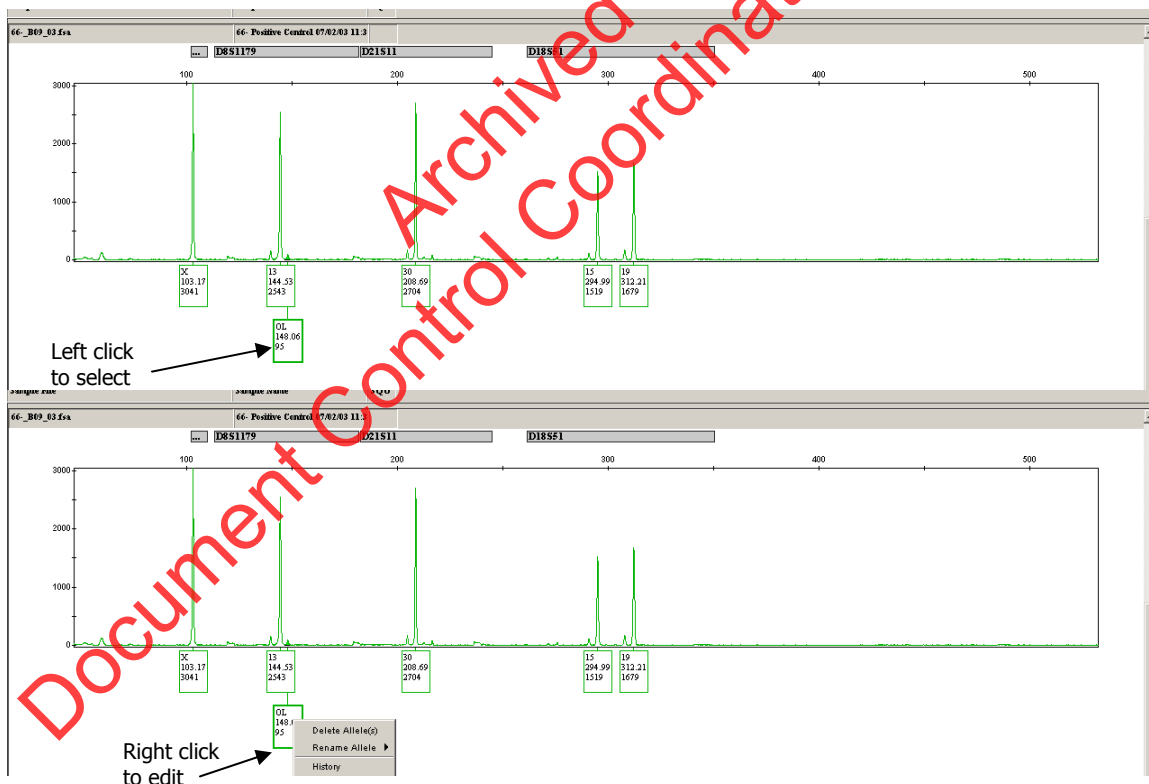 66-_B09_03.fsa 66- Positive Control 07/02/03 11:3
... D8S1179 D21S11 D18S51
100 200 300 400 500
3000
2000
1000
0
X 13 30 15 19
103.17 144.53 208.69 294.99 312.21
3041 2543 2704 1519 1679
OL
148.06
95
Left click
to select
Sample File Sample Name SQO
66-_B09_03.fsa 66- Positive Control 07/02/03 11:3
... D8S1179 D21S11 D18S51
100 200 300 400 500
3000
2000
1000
0
X 13 30 15 19
103.17 144.53 208.69 294.99 312.21
3041 2543 2704 1519 1679
OL
148.0
95
Delete Allele(s)
Rename Allele
History
Right click
to edit
Archived
Document Control Coordinat